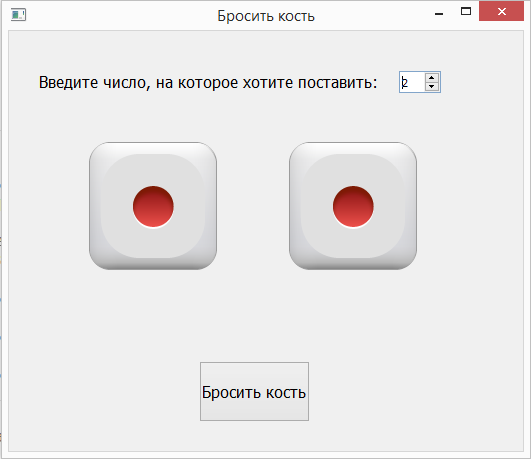 Бросить кость
Введите число, на которое хотите поставить: 2
Бросить кость